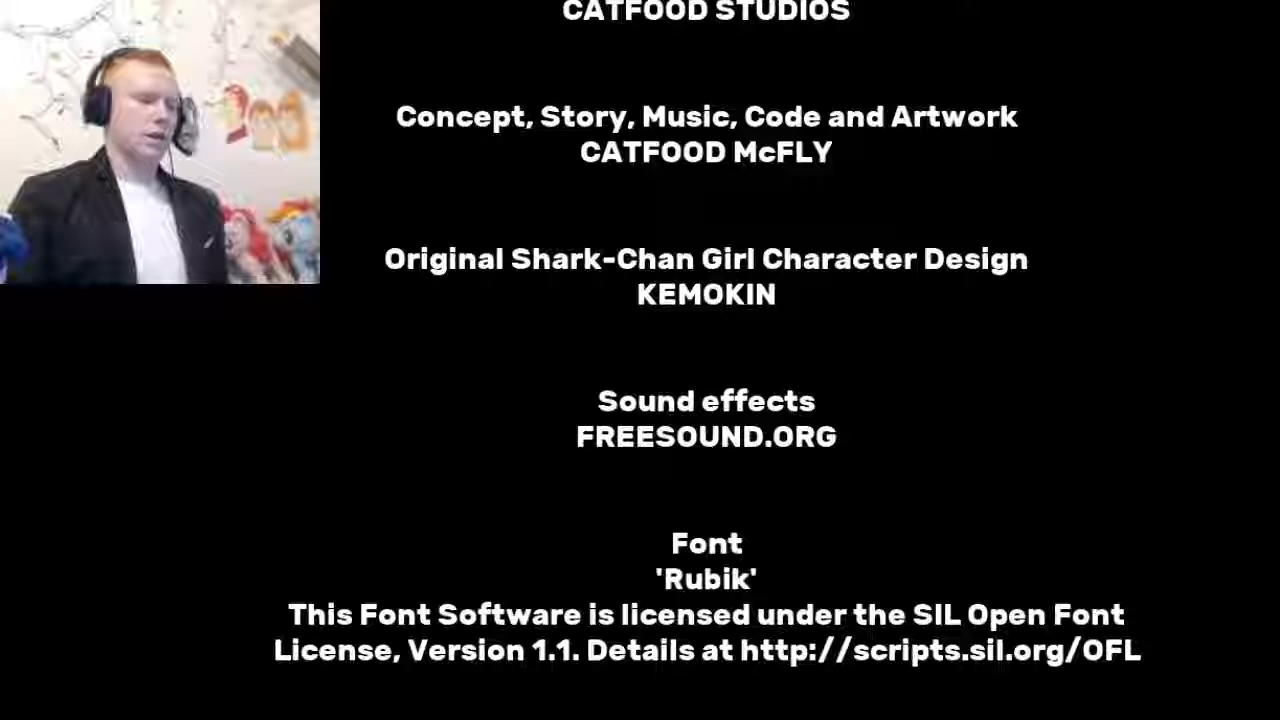 CATFOOD STUDIOS
Concept, Story, Music, Code and Artwork
CATFOOD McFLY
Original Shark-Chan Girl Character Design
KEMOKIN
Sound effects
FREESOUND.ORG
Font
'Rubik'
This Font Software is licensed under the SIL Open Font
License, Version 1.1. Details at http://scripts.sil.org/OFL